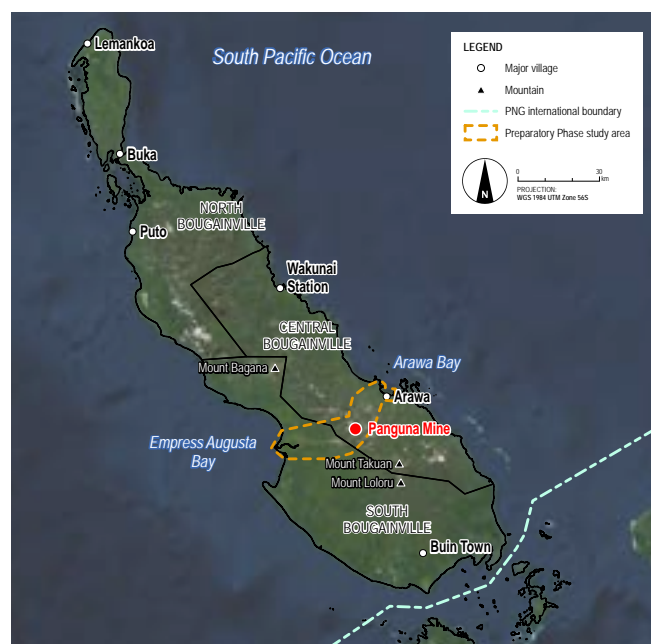 Lemankoa
South Pacific Ocean
LEGEND
Major village
Mountain
PNG international boundary
Preparatory Phase study area
N
0 30
km
PROJECTION:
WGS 1984 UTM Zone 56S
Buka
NORTH
BOUGAINVILLE
Puto
Wakunai
Station
CENTRAL
BOUGAINVILLE
Mount Bagana
Arawa Bay
Arawa
Panguna Mine
Empress Augusta
Bay
Mount Takuan
Mount Loloru
SOUTH
BOUGAINVILLE
Buin Town